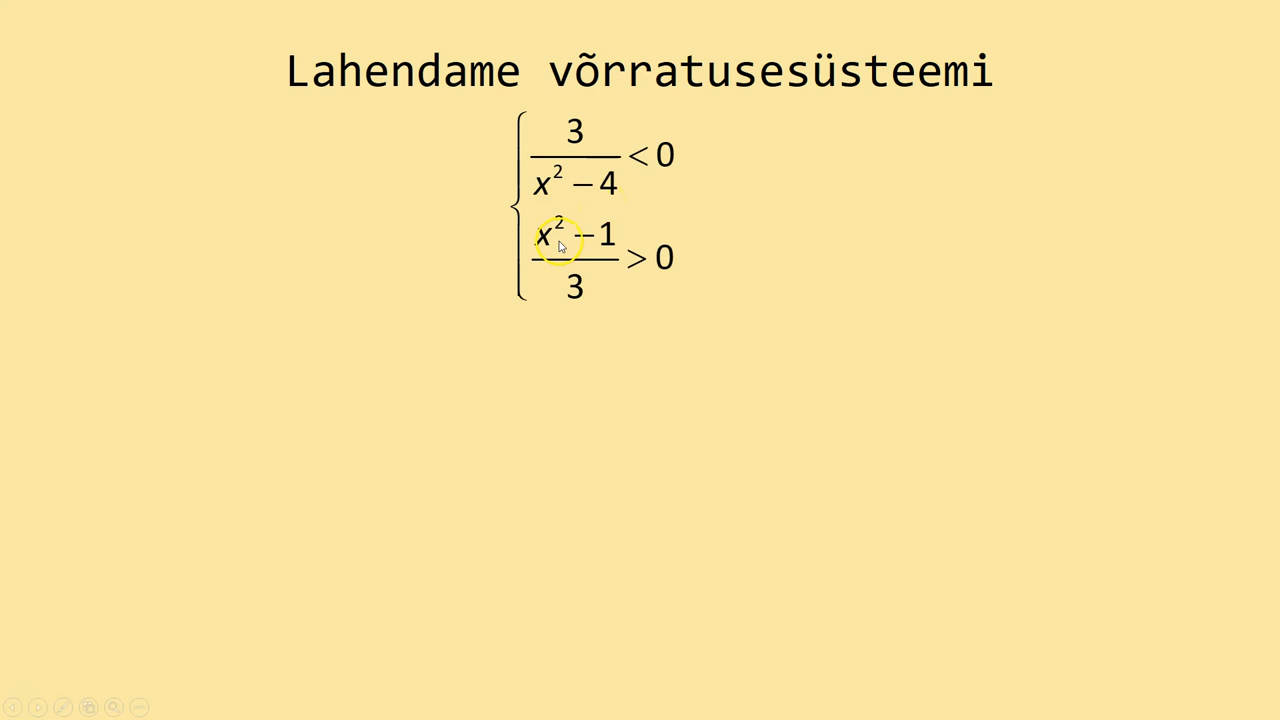 Lahendame võrratusesüsteemi
3
x² − 4
< 0
x² − 1
3
> 0